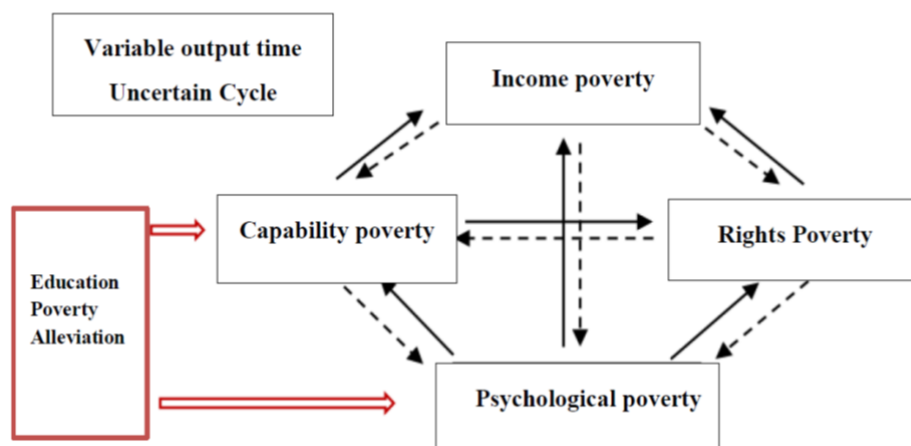 Variable output time
Uncertain Cycle
Income poverty
Capability poverty
Rights Poverty
Education
Poverty
Alleviation
Psychological poverty